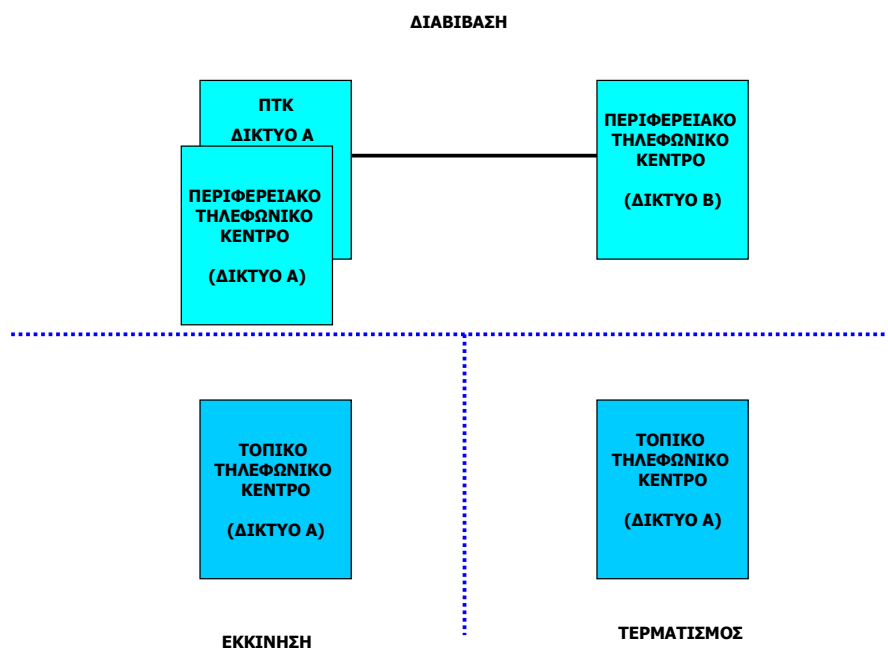 ΔΙΑΒΙΒΑΣΗ
ΠΤΚ
ΔΙΚΤΥΟ Α
ΠΕΡΙΦΕΡΕΙΑΚΟ
ΤΗΛΕΦΩΝΙΚΟ
ΚΕΝΤΡΟ
(ΔΙΚΤΥΟ Α)
ΠΕΡΙΦΕΡΕΙΑΚΟ
ΤΗΛΕΦΩΝΙΚΟ
ΚΕΝΤΡΟ
(ΔΙΚΤΥΟ Β)
ΤΟΠΙΚΟ
ΤΗΛΕΦΩΝΙΚΟ
ΚΕΝΤΡΟ
(ΔΙΚΤΥΟ Α)
ΤΟΠΙΚΟ
ΤΗΛΕΦΩΝΙΚΟ
ΚΕΝΤΡΟ
(ΔΙΚΤΥΟ Α)
ΕΚΚΙΝΗΣΗ
ΤΕΡΜΑΤΙΣΜΟΣ